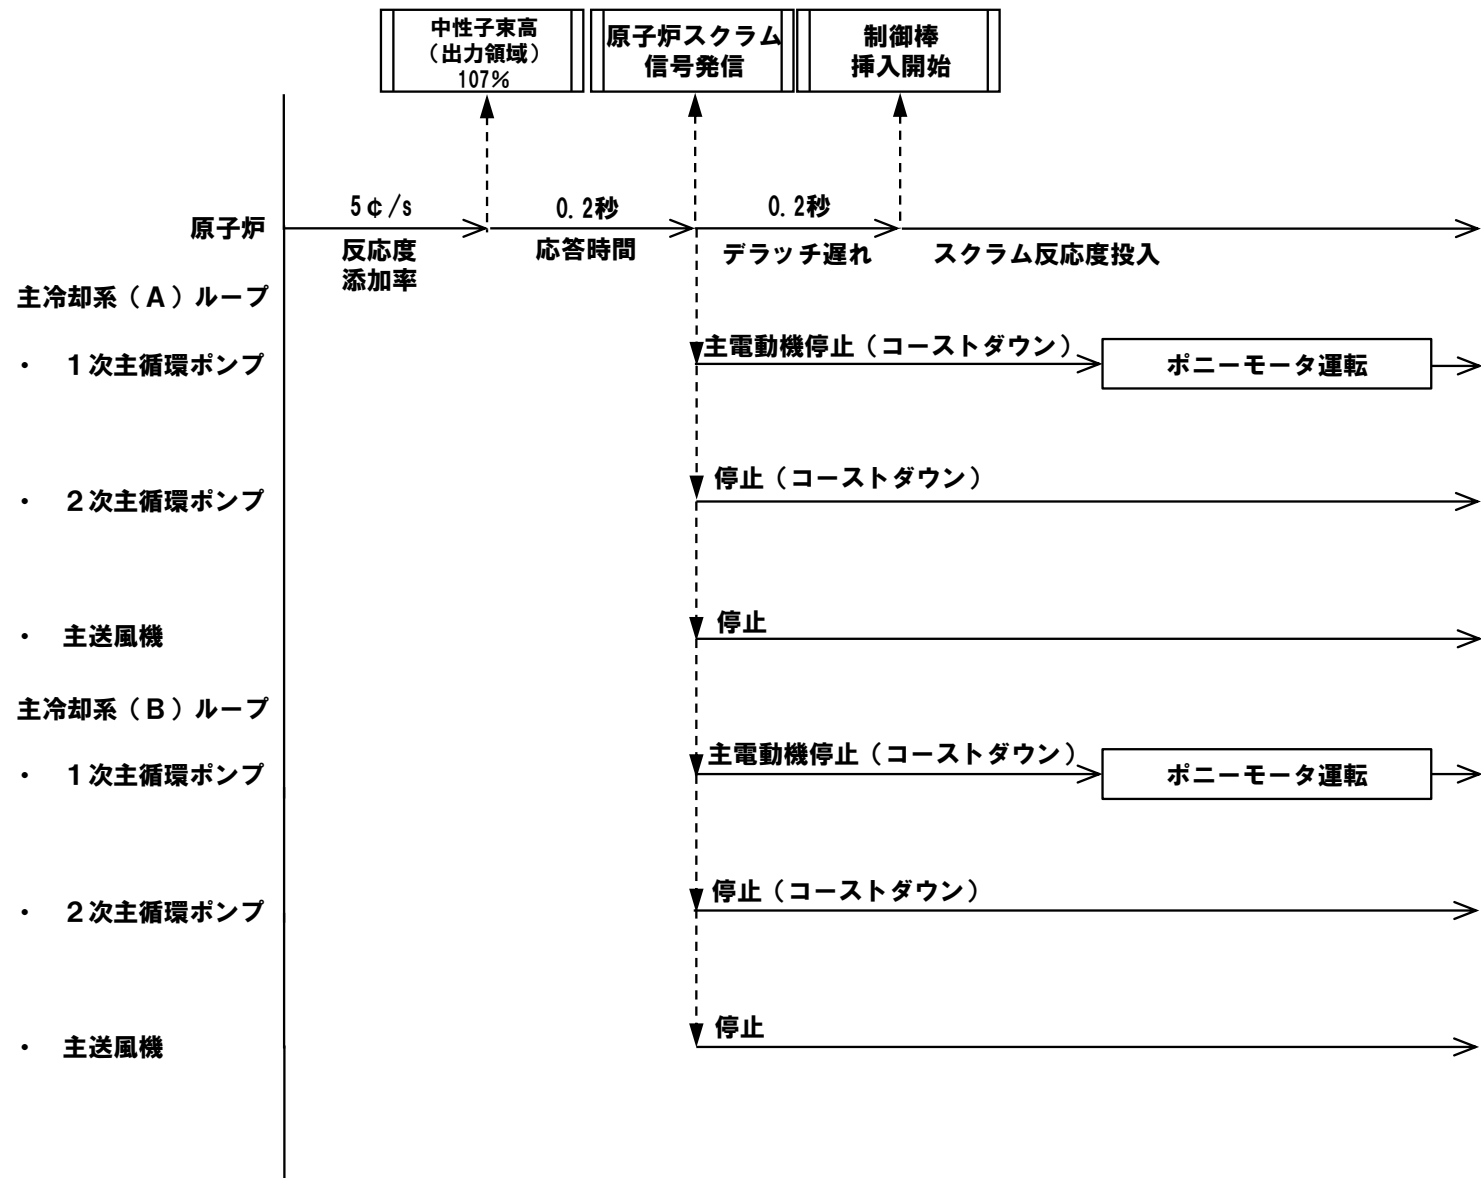 中性子束高
（出力領域）
107%
原子炉スクラム
信号発信
制御棒
挿入開始
原子炉
5¢/s
反応度
添加率
0.2秒
応答時間
0.2秒
デラッチ遅れ
スクラム反応度投入
主冷却系（A）ループ
・ １次主循環ポンプ
主電動機停止（コーストダウン）
ポニーモータ運転
・ ２次主循環ポンプ
停止（コーストダウン）
・ 主送風機
停止
主冷却系（B）ループ
・ １次主循環ポンプ
主電動機停止（コーストダウン）
ポニーモータ運転
・ ２次主循環ポンプ
停止（コーストダウン）
・ 主送風機
停止